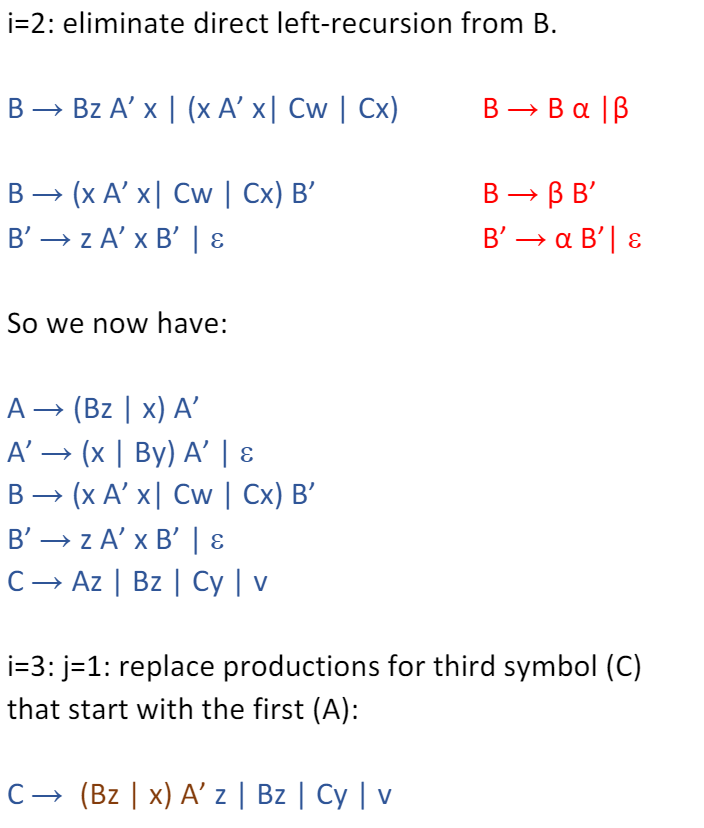 i=2: eliminate direct left-recursion from B.
B → Bz A’ x | (x A’ x| Cw | Cx) B → B α |β
B → (x A’ x| Cw | Cx) B’ B → β B’
B’ → z A’ x B’ | ε B’ → α B’| ε
So we now have:
A → (Bz | x) A’
A’ → (x | By) A’ | ε
B → (x A’ x| Cw | Cx) B’
B’ → z A’ x B’ | ε
C → Az | Bz | Cy | v
i=3: j=1: replace productions for third symbol (C)
that start with the first (A):
C → (Bz | x) A’ z | Bz | Cy | v